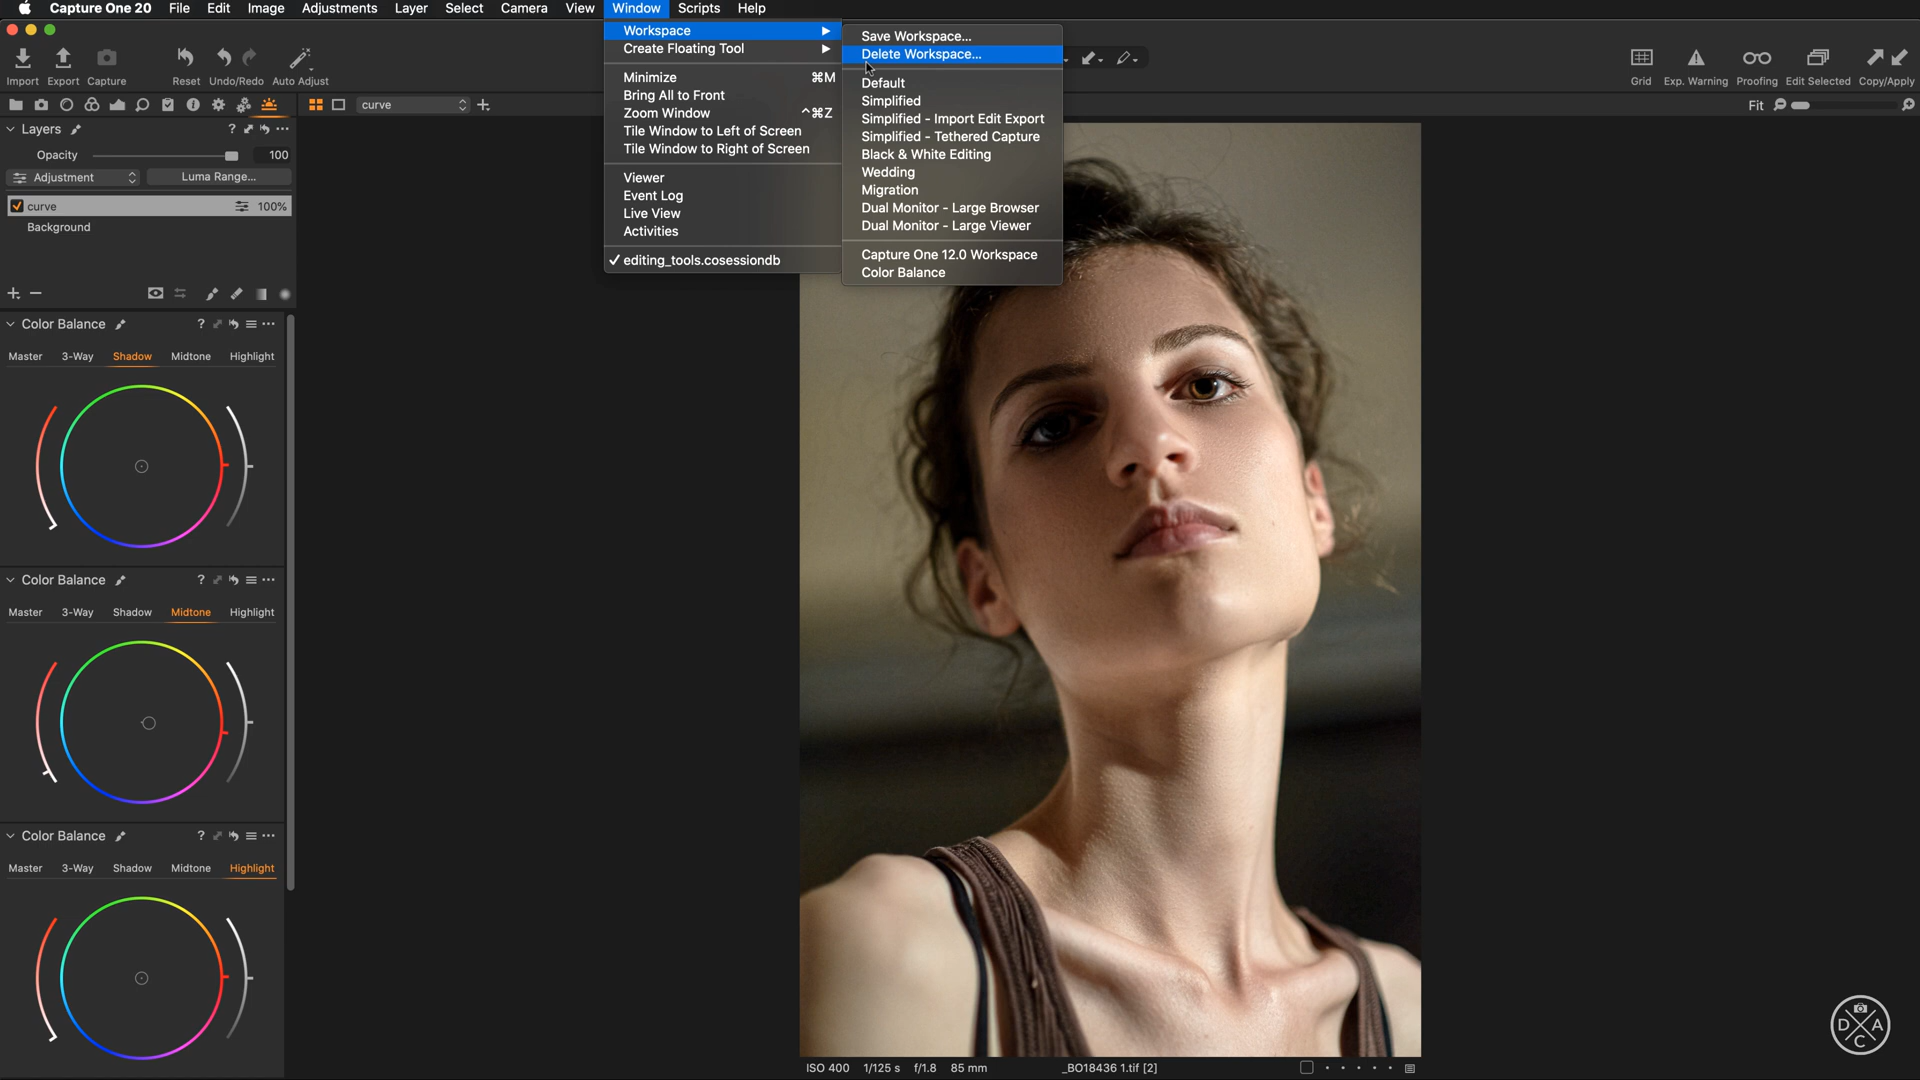 Capture One 20 File Edit Image Adjustments Layer Select Camera View Window Scripts Help
Import Export Capture Reset Undo/Redo Auto Adjust
Grid Exp. Warning Proofing Edit Selected Copy/Apply
curve
Fit
Layers ?
Opacity 100
Adjustment Luma Range...
curve 100%
Background
Color Balance ?
Master 3-Way Shadow Midtone Highlight
Color Balance ?
Master 3-Way Shadow Midtone Highlight
Color Balance ?
Master 3-Way Shadow Midtone Highlight
Workspace
Create Floating Tool
Minimize ⌘M
Bring All to Front
Zoom Window ^⌘Z
Tile Window to Left of Screen
Tile Window to Right of Screen
Viewer
Event Log
Live View
Activities
✓ editing_tools.cosessiondb
Save Workspace...
Delete Workspace...
Default
Simplified
Simplified - Import Edit Export
Simplified - Tethered Capture
Black & White Editing
Wedding
Migration
Dual Monitor - Large Browser
Dual Monitor - Large Viewer
Capture One 12.0 Workspace
Color Balance
ISO 400 1/125 s f/1.8 85 mm _BO18436 1.tif [2]
D A
C